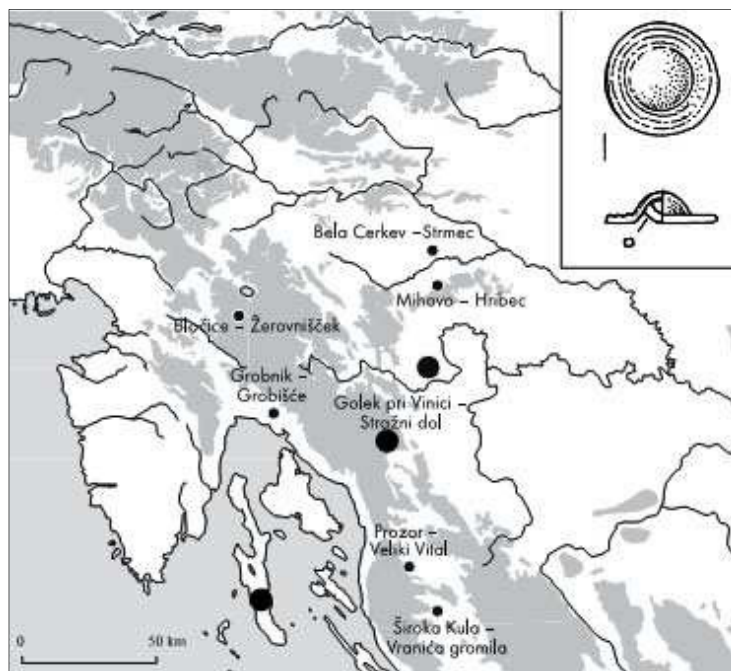 Bela Cerkev –Strmec
Mihovo – Hribec
Bločice – Žerovnišček
Grobnik –
Grobišče
Golek pri Vinici –
Stražni dol
Prozor –
Veliki Vital
Široka Kula –
Vranića gromila
0 50 km